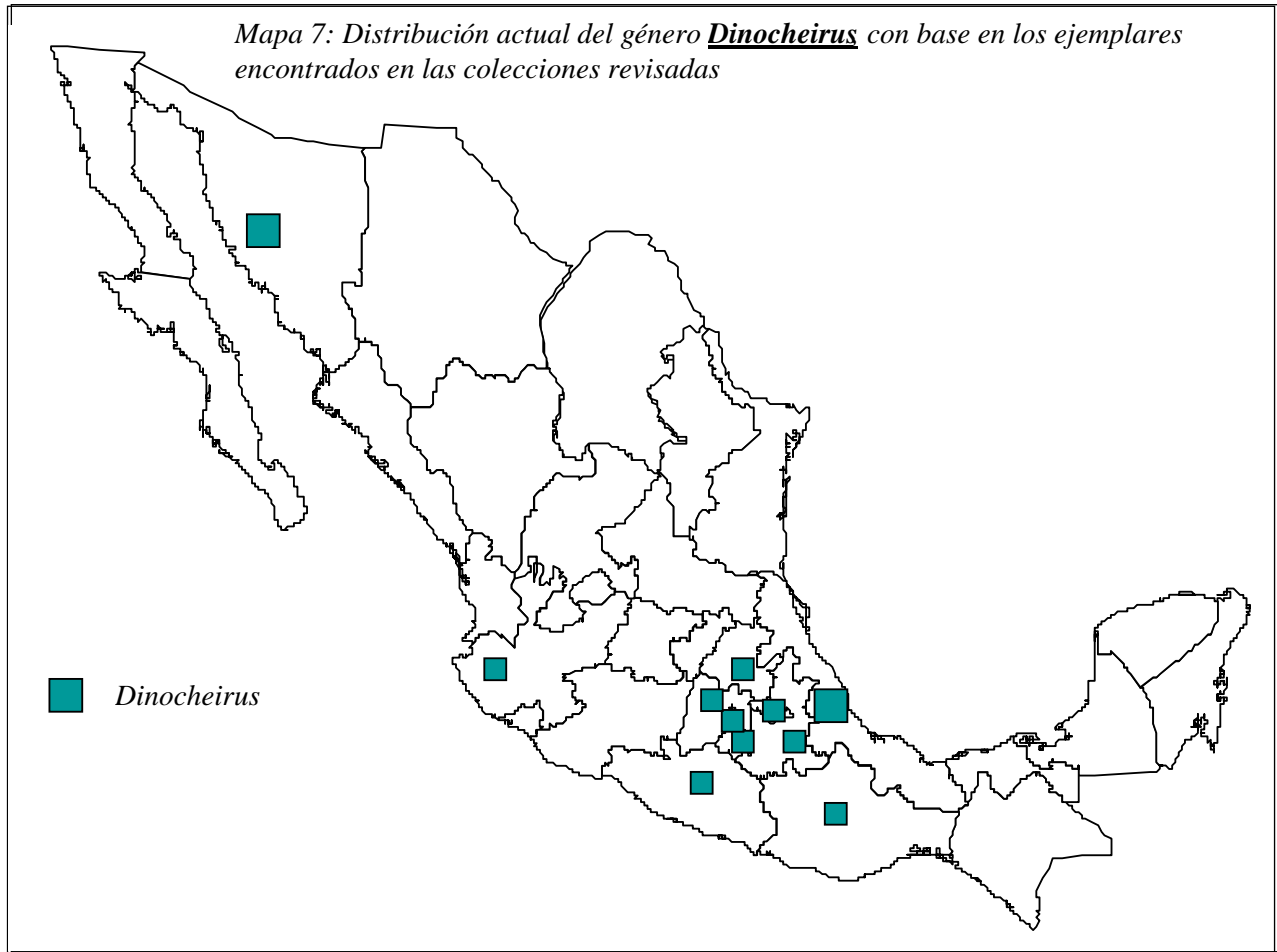 Mapa 7: Distribución actual del género Dinocheirus, con base en los ejemplares
encontrados en las colecciones revisadas
Dinocheirus